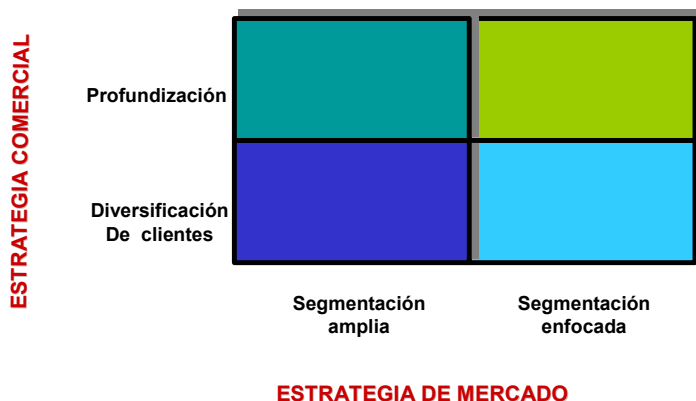 ESTRATEGIA COMERCIAL
Profundización
Diversificación
De clientes
Segmentación
amplia
Segmentación
enfocada
ESTRATEGIA DE MERCADO